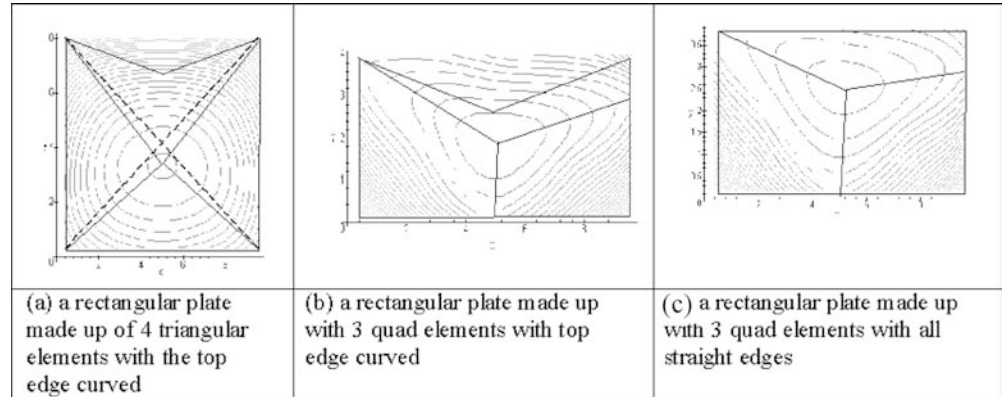 (a) a rectangular plate
made up of 4 triangular
elements with the top
edge curved
(b) a rectangular plate made up
with 3 quad elements with top
edge curved
(c) a rectangular plate made up
with 3 quad elements with all
straight edges